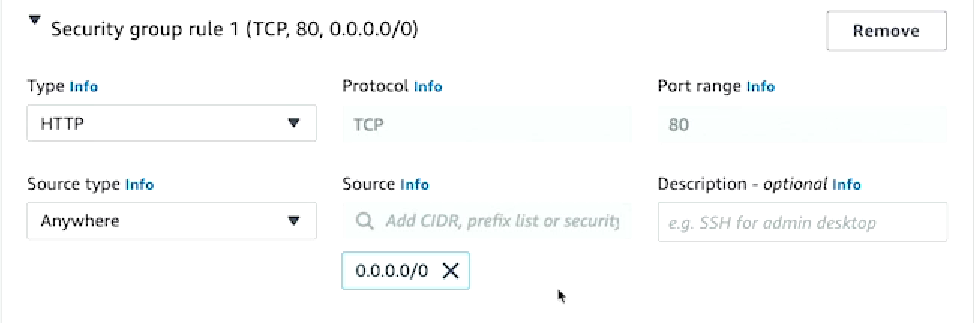 Security group rule 1 (TCP, 80, 0.0.0.0/0)
Remove
Type Info
Protocol Info
Port range Info
HTTP
TCP
80
Source type Info
Source Info
Description - optional Info
Anywhere
Add CIDR, prefix list or security
e.g. SSH for admin desktop
0.0.0.0/0